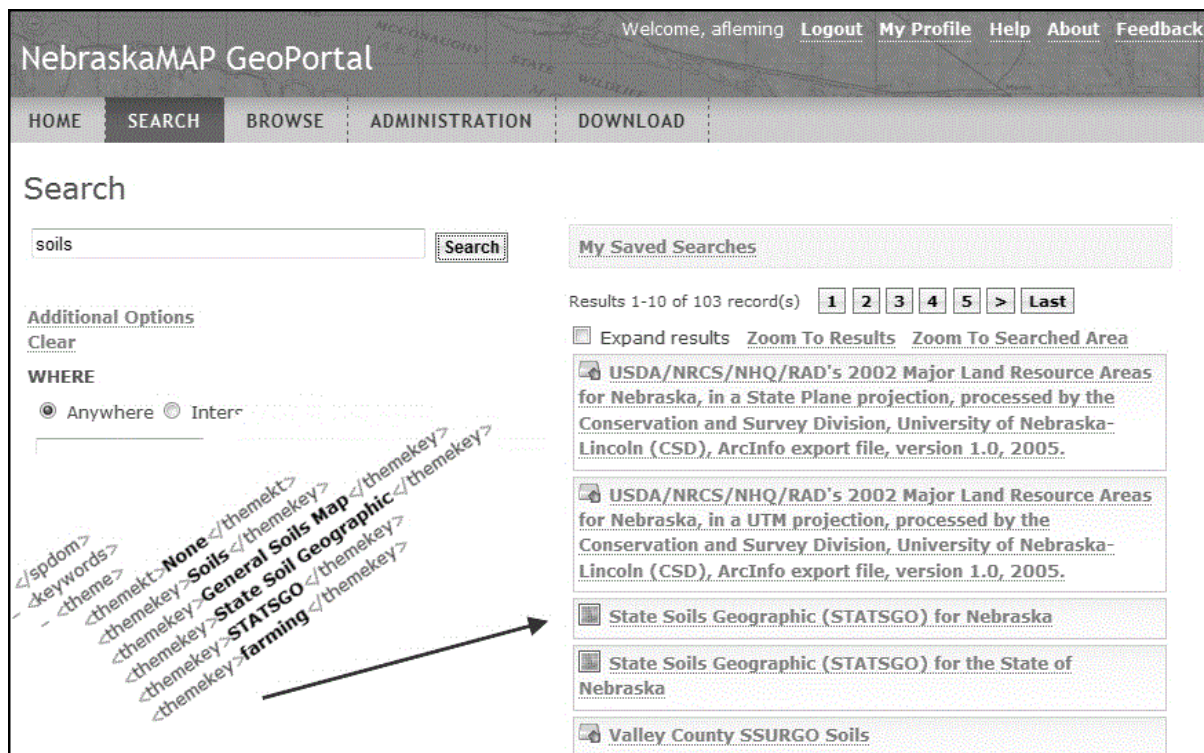 Welcome, afleming Logout My Profile Help About Feedback
NebraskaMAP GeoPortal
HOME SEARCH BROWSE ADMINISTRATION DOWNLOAD
Search
soils
Search
My Saved Searches
Results 1-10 of 103 record(s) 1 2 3 4 5 > Last
Additional Options
Clear
Expand results Zoom To Results Zoom To Searched Area
WHERE
Anywhere
USDA/NRCS/NHQ/RAD's 2002 Major Land Resource Areas
for Nebraska, in a State Plane projection, processed by the
Conservation and Survey Division, University of Nebraska-
Lincoln (CSD), ArcInfo export file, version 1.0, 2005.
USDA/NRCS/NHQ/RAD's 2002 Major Land Resource Areas
for Nebraska, in a UTM projection, processed by the
Conservation and Survey Division, University of Nebraska-
Lincoln (CSD), ArcInfo export file, version 1.0, 2005.
State Soils Geographic (STATSGO) for Nebraska
State Soils Geographic (STATSGO) for the State of
Nebraska
Valley County SSURGO Soils
</spdom>
- <keywords>
- <theme>
<themekt>None</themekt>
<themekey>Soils</themekey>
<themekey>General Soils Map</themekey>
<themekey>State Soil Geographic</themekey>
<themekey>STATSGO</themekey>
<themekey>farming</themekey>